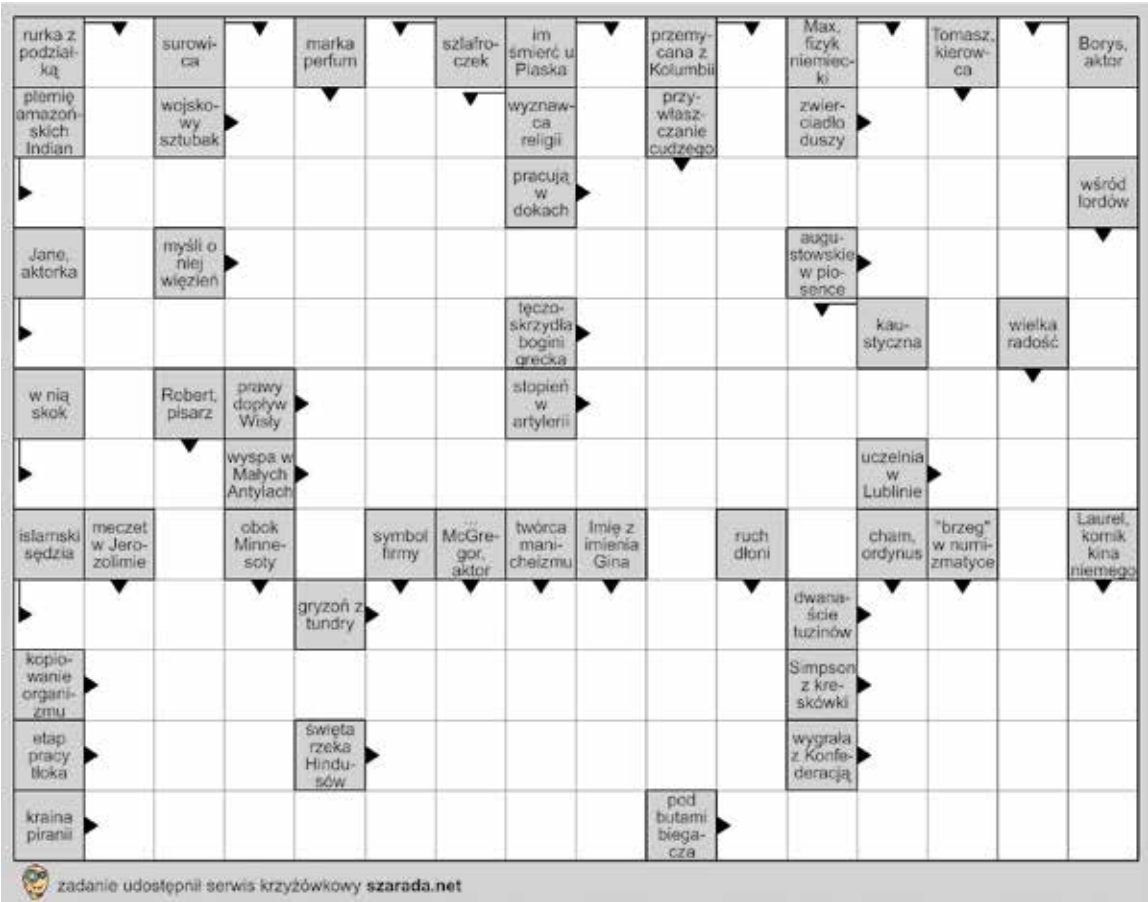 rurka z
podział-
ką
surowi-
ca
marka
perfum
szlafro-
czek
im
śmierć u
Piaska
przemy-
cana z
Kolumbii
Max,
fizyk
niemiec-
ki
Tomasz,
kierow-
ca
Borys,
aktor
plemię
amazoń-
skich
Indian
wojsko-
wy
sztubak
wyznaw-
ca
religii
przy-
właszcz-
czanie
cudzego
zwier-
ciadło
duszy
pracują
w
dokach
wśród
lordów
Jane,
aktorka
myśli o
niej
więzień
augu-
stowskie
w pio-
sence
tęczo-
skrzydła
bogini
grecka
kau-
styczna
wielka
radość
w nią
skok
Robert,
pisarz
prawy
dopływ
Wisły
stopień
w
artylerii
wyspa w
Małych
Antylach
uczelnia
w
Lublinie
islamski
sędzia
meczet
w Jero-
zolimie
obok
Minne-
soty
symbol
firmy
...
McGre-
gor,
aktor
twórca
mani-
cheizmu
Imię z
imienia
Gina
ruch
dłoni
cham,
ordynus
"brzeg"
w numi-
zmatyce
Laurel,
komik
kina
niemego
gryzoń z
tundry
dwana-
ście
tuzinów
kopio-
wanie
organi-
zmu
Simpson
z kre-
skówki
etap
pracy
tłoka
święta
rzeka
Hindu-
sów
wygrała
z Konfe-
deracją
kraina
piranii
pod
butami
biega-
cza
zadanie udostępnił serwis krzyżówkowy szarada.net